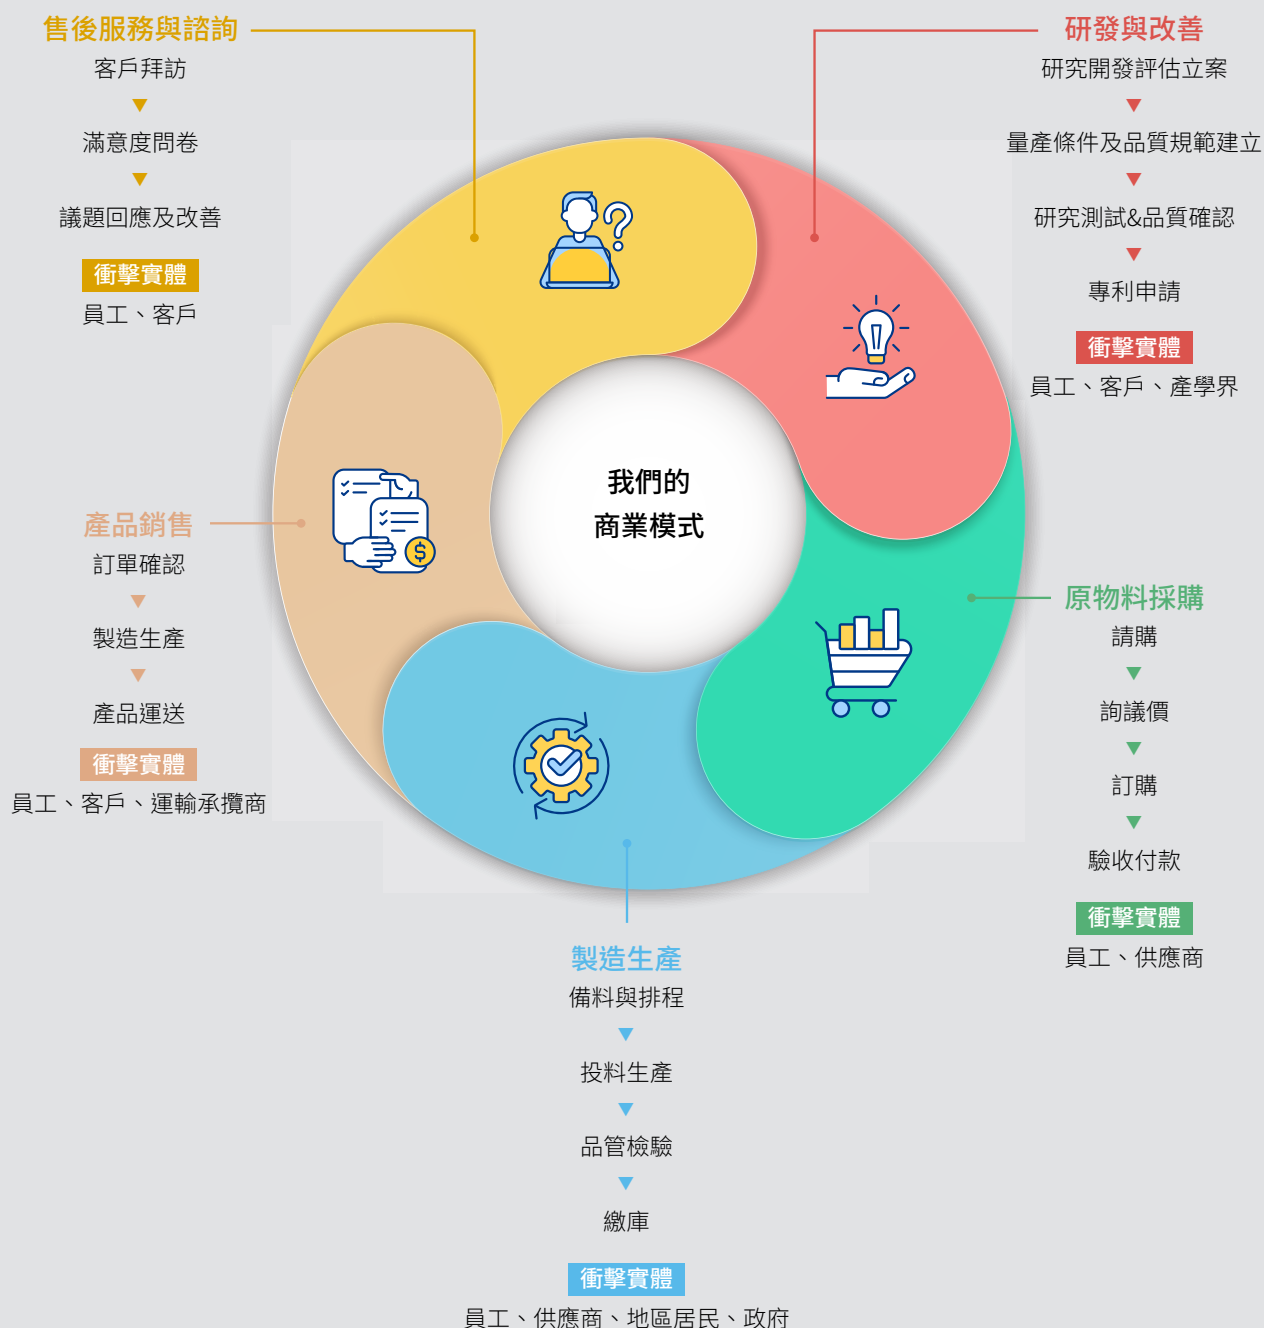 售後服務與諮詢
客戶拜訪
滿意度問卷
議題回應及改善
衝擊實體
員工、客戶
研發與改善
研究開發評估立案
量產條件及品質規範建立
研究測試&品質確認
專利申請
衝擊實體
員工、客戶、產學界
我們的
商業模式
產品銷售
訂單確認
製造生產
產品運送
衝擊實體
員工、客戶、運輸承攬商
原物料採購
請購
詢議價
訂購
驗收付款
衝擊實體
員工、供應商
製造生產
備料與排程
投料生產
品管檢驗
繳庫
衝擊實體
員工、供應商、地區居民、政府